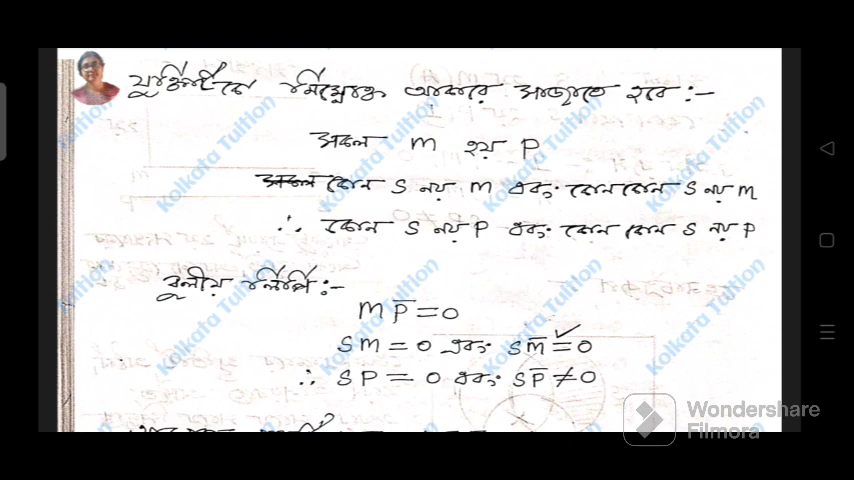 যুক্তিটিকে নিম্নোক্ত আকারে সাজাতে হবে :-
সকল M হয় P
সকল কোন S নয় M এবং কোন কোন S নয় M
∴ কোন S নয় P এবং কোন কোন S নয় P
বুলীয় লিপি :-
MP̅ = 0
SM = 0 এবং SM̅ = 0
∴ SP = 0 এবং SP̅ ≠ 0
Kolkata Tuition
Wondershare
Filmora